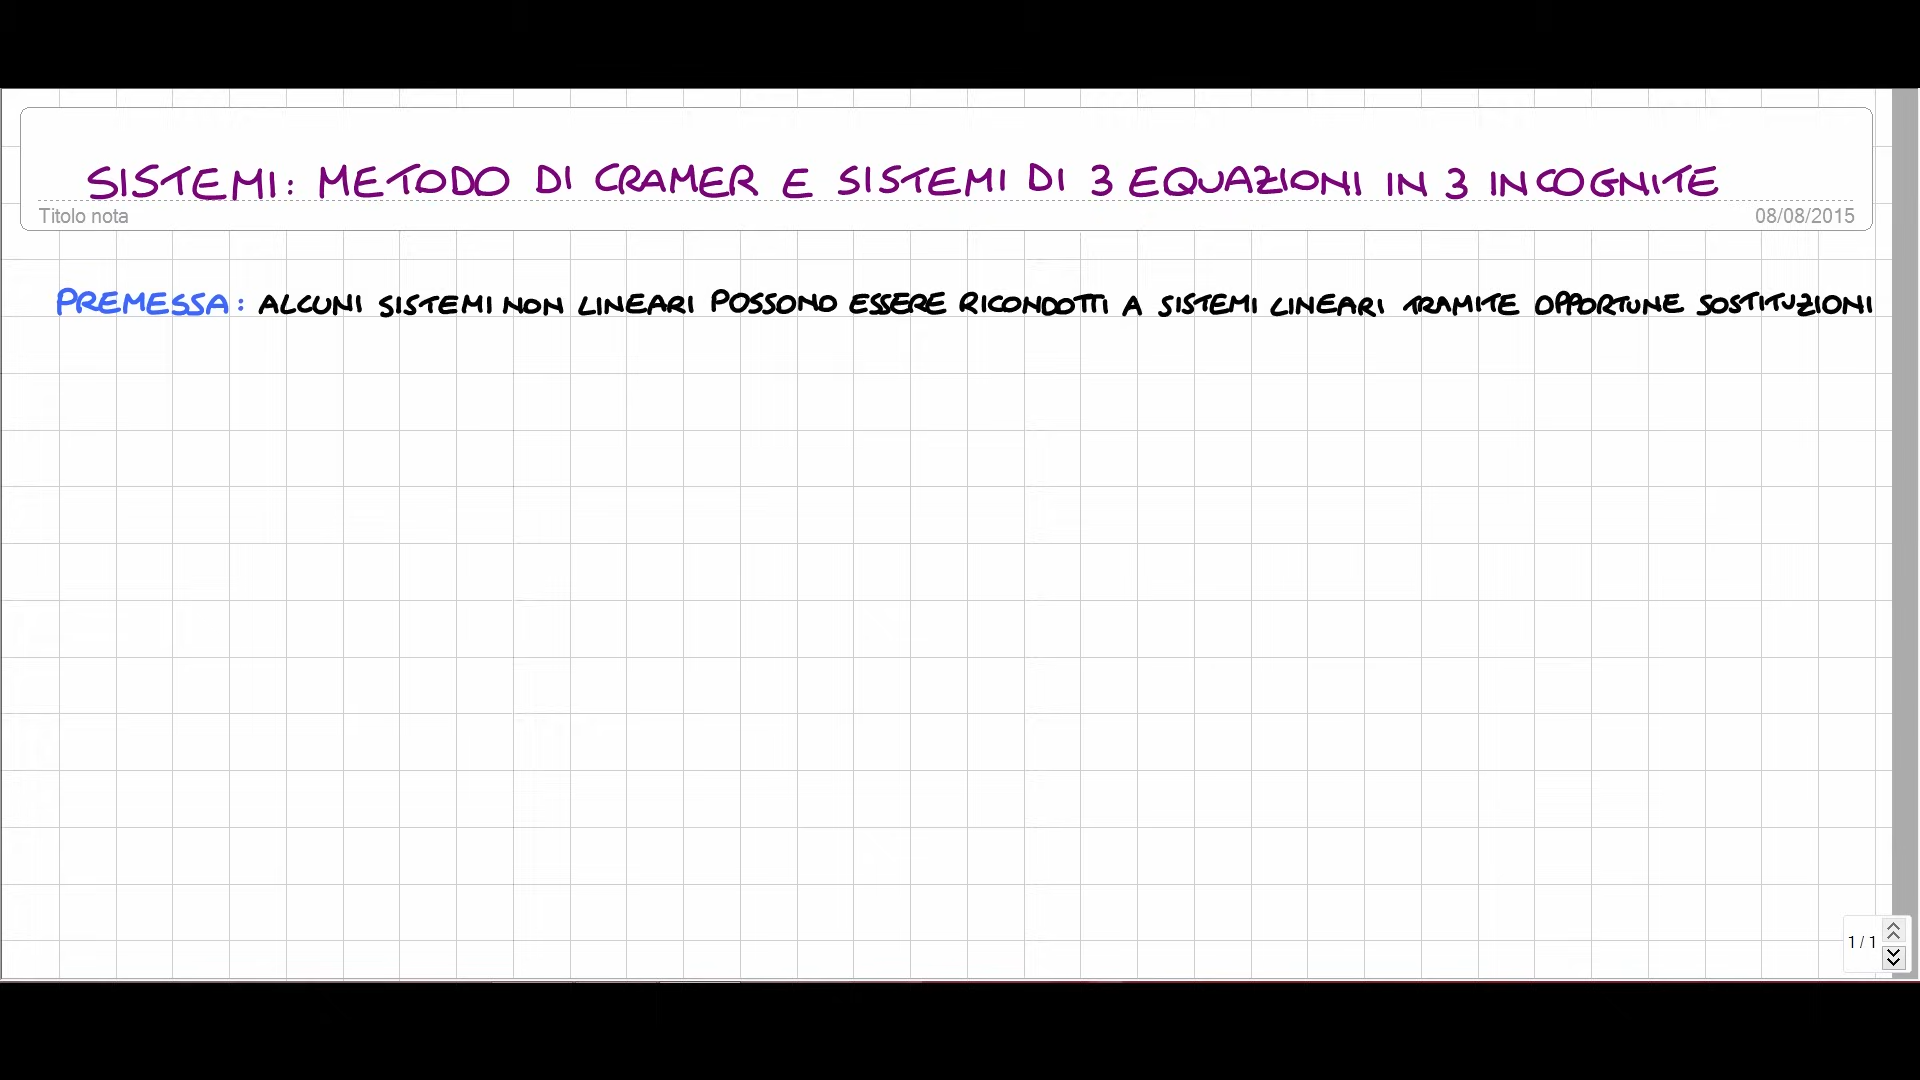 SISTEMI: METODO DI CRAMER E SISTEMI DI 3 EQUAZIONI IN 3 INCOGNITE
Titolo nota 08/08/2015
PREMESSA: ALCUNI SISTEMI NON LINEARI POSSONO ESSERE RICONDOTTI A SISTEMI LINEARI TRAMITE OPPORTUNE SOSTITUZIONI
1 / 1